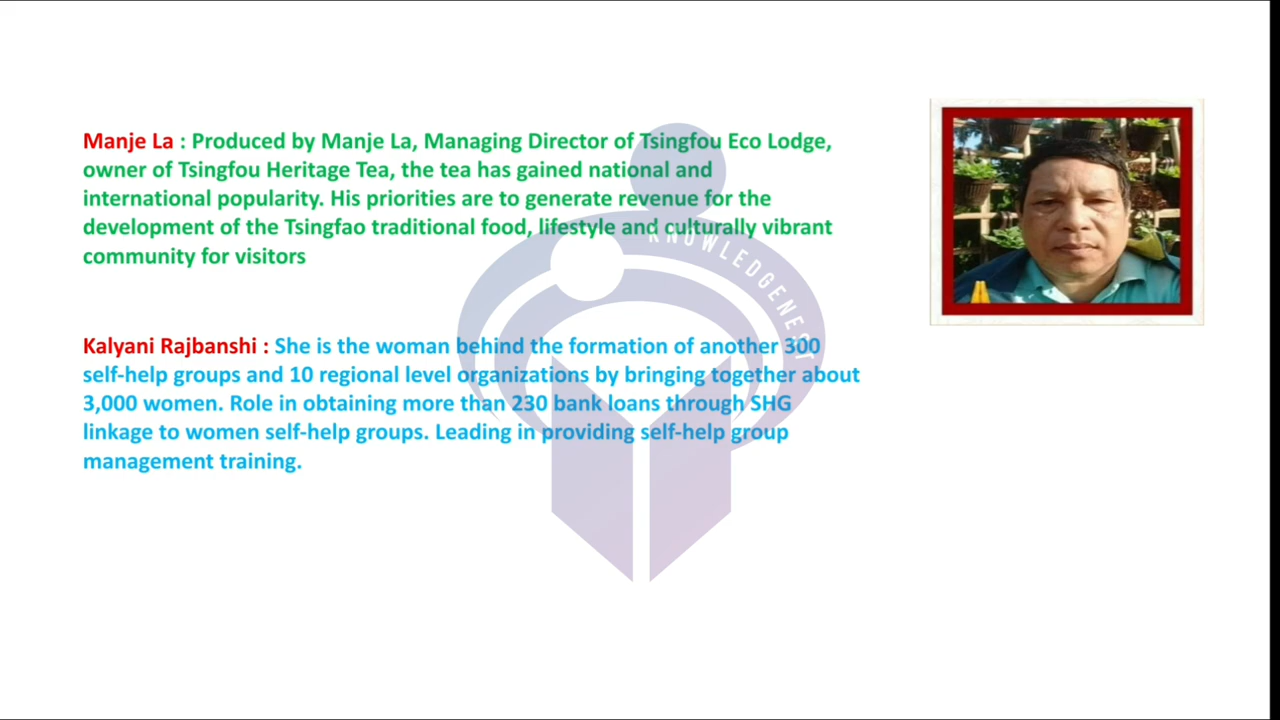 Manje La : Produced by Manje La, Managing Director of Tsingfou Eco Lodge,
owner of Tsingfou Heritage Tea, the tea has gained national and
international popularity. His priorities are to generate revenue for the
development of the Tsingfao traditional food, lifestyle and culturally vibrant
community for visitors
KNOWLEDGENEST
Kalyani Rajbanshi : She is the woman behind the formation of another 300
self-help groups and 10 regional level organizations by bringing together about
3,000 women. Role in obtaining more than 230 bank loans through SHG
linkage to women self-help groups. Leading in providing self-help group
management training.